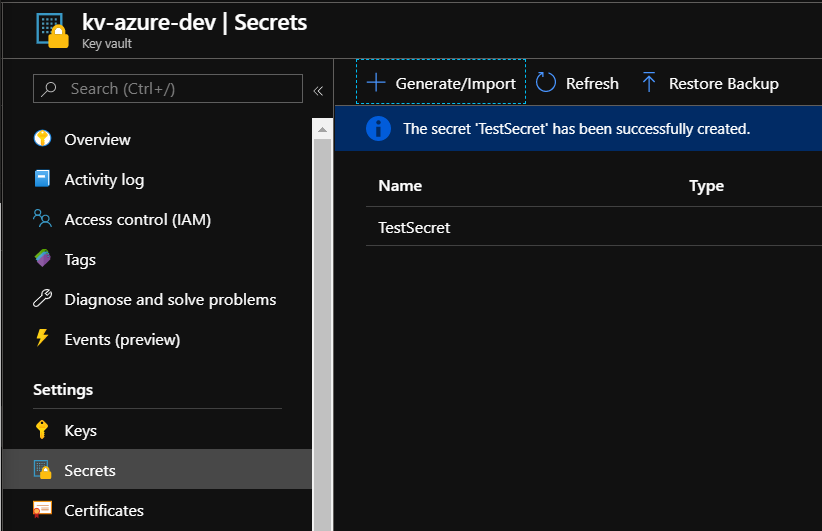 kv-azure-dev | Secrets
Key vault
Search (Ctrl+/)
«
Overview
Activity log
Access control (IAM)
Tags
Diagnose and solve problems
Events (preview)
Settings
Keys
Secrets
Certificates
Generate/Import Refresh Restore Backup
The secret 'TestSecret' has been successfully created.
Name Type
TestSecret